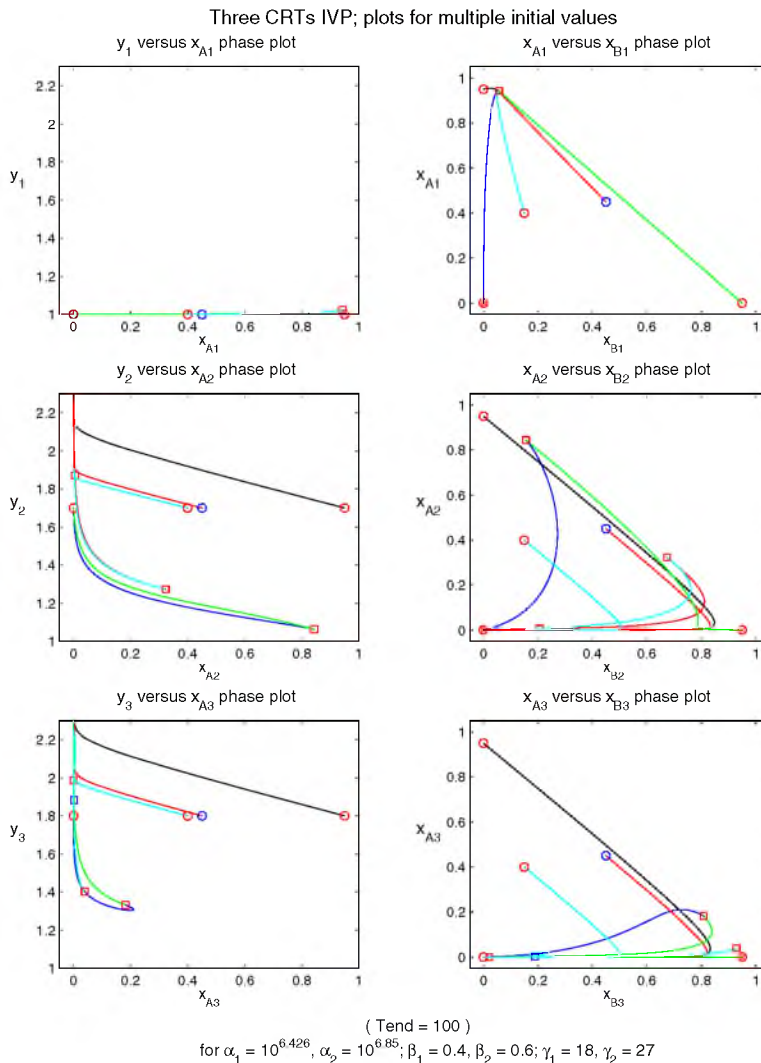 Three CRTs IVP; plots for multiple initial values
y1 versus xA1 phase plot
xA1 versus xB1 phase plot
2.2
2
1.8
y1
1.6
1.4
1.2
1
0 0.2 0.4 0.6 0.8 1
xA1
1
0.8
0.6
xA1
0.4
0.2
0
0 0.2 0.4 0.6 0.8 1
xB1
y2 versus xA2 phase plot
xA2 versus xB2 phase plot
2.2
2
1.8
y2
1.6
1.4
1.2
1
0 0.2 0.4 0.6 0.8 1
xA2
1
0.8
0.6
xA2
0.4
0.2
0
0 0.2 0.4 0.6 0.8 1
xB2
y3 versus xA3 phase plot
xA3 versus xB3 phase plot
2.2
2
1.8
y3
1.6
1.4
1.2
1
0 0.2 0.4 0.6 0.8 1
xA3
1
0.8
0.6
xA3
0.4
0.2
0
0 0.2 0.4 0.6 0.8 1
xB3
( Tend = 100 )
for α1 = 10^6.426, α2 = 10^6.85; β1 = 0.4, β2 = 0.6; γ1 = 18, γ2 = 27